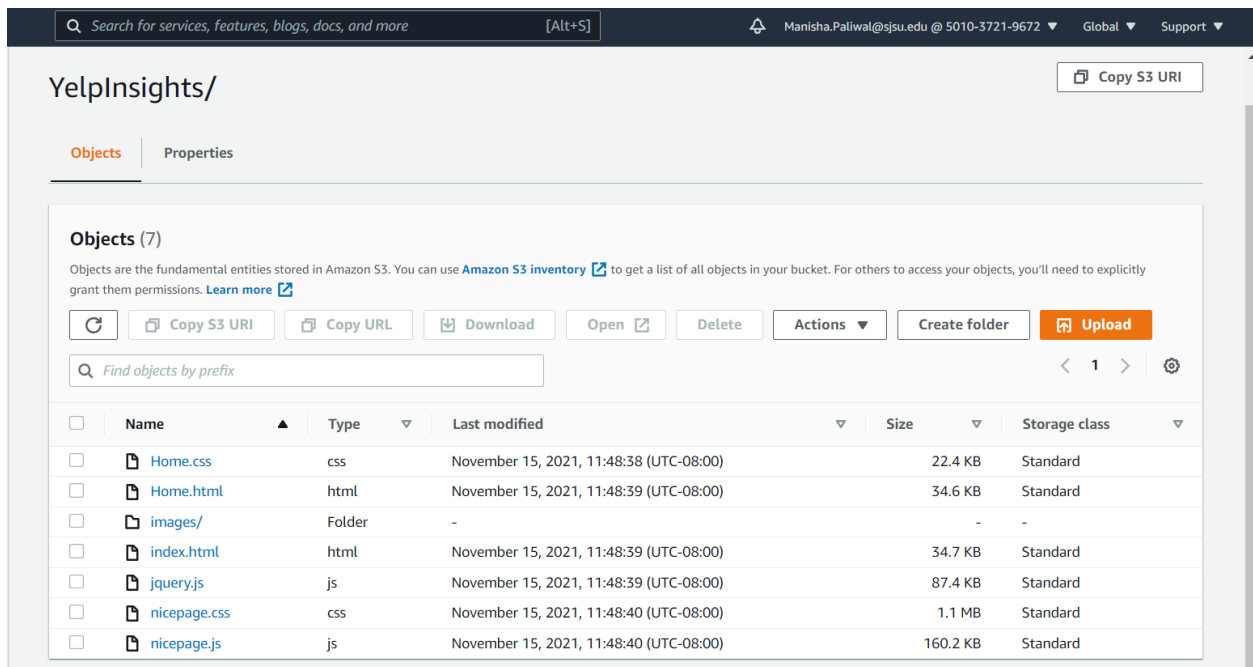 Search for services, features, blogs, docs, and more [Alt+S] Manisha.Paliwal@sjsu.edu @ 5010-3721-9672 ▼ Global ▼ Support ▼
YelpInsights/ Copy S3 URI
Objects Properties
Objects (7)
Objects are the fundamental entities stored in Amazon S3. You can use Amazon S3 inventory to get a list of all objects in your bucket. For others to access your objects, you'll need to explicitly
grant them permissions. Learn more
Copy S3 URI Copy URL Download Open Delete Actions ▼ Create folder Upload
Find objects by prefix < 1 >
Name ▲ Type ▽ Last modified ▽ Size ▽ Storage class ▽
Home.css css November 15, 2021, 11:48:38 (UTC-08:00) 22.4 KB Standard
Home.html html November 15, 2021, 11:48:39 (UTC-08:00) 34.6 KB Standard
images/ Folder - - -
index.html html November 15, 2021, 11:48:39 (UTC-08:00) 34.7 KB Standard
jquery.js js November 15, 2021, 11:48:39 (UTC-08:00) 87.4 KB Standard
nicepage.css css November 15, 2021, 11:48:40 (UTC-08:00) 1.1 MB Standard
nicepage.js js November 15, 2021, 11:48:40 (UTC-08:00) 160.2 KB Standard